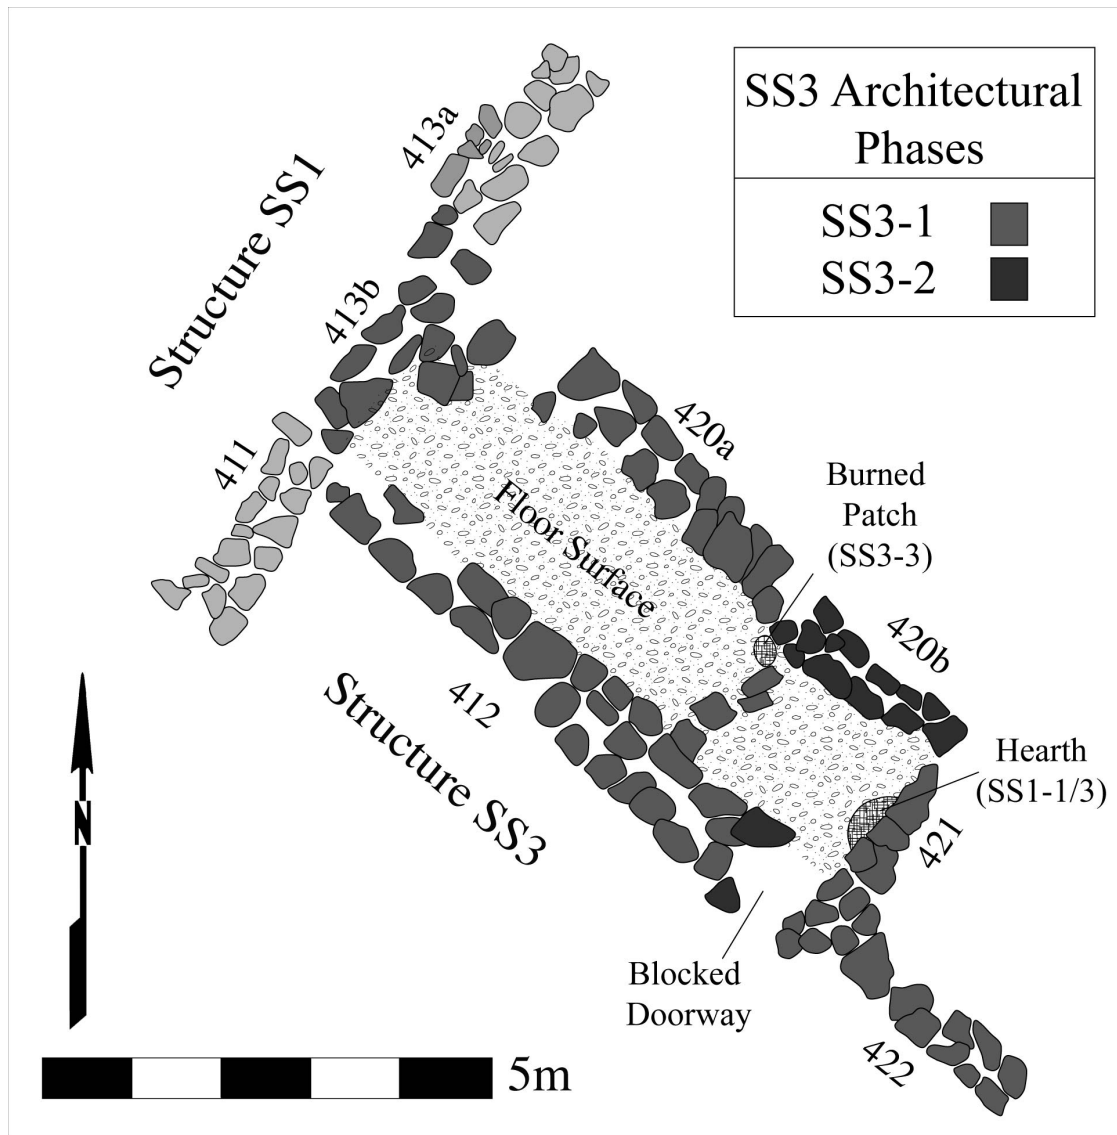 SS3 Architectural
Phases
SS3-1
SS3-2
413a
Structure SS1
413b
411
420a
Burned
Patch
(SS3-3)
Floor Surface
420b
412
Structure SS3
Hearth
(SS1-1/3)
421
N
Blocked
Doorway
422
5m